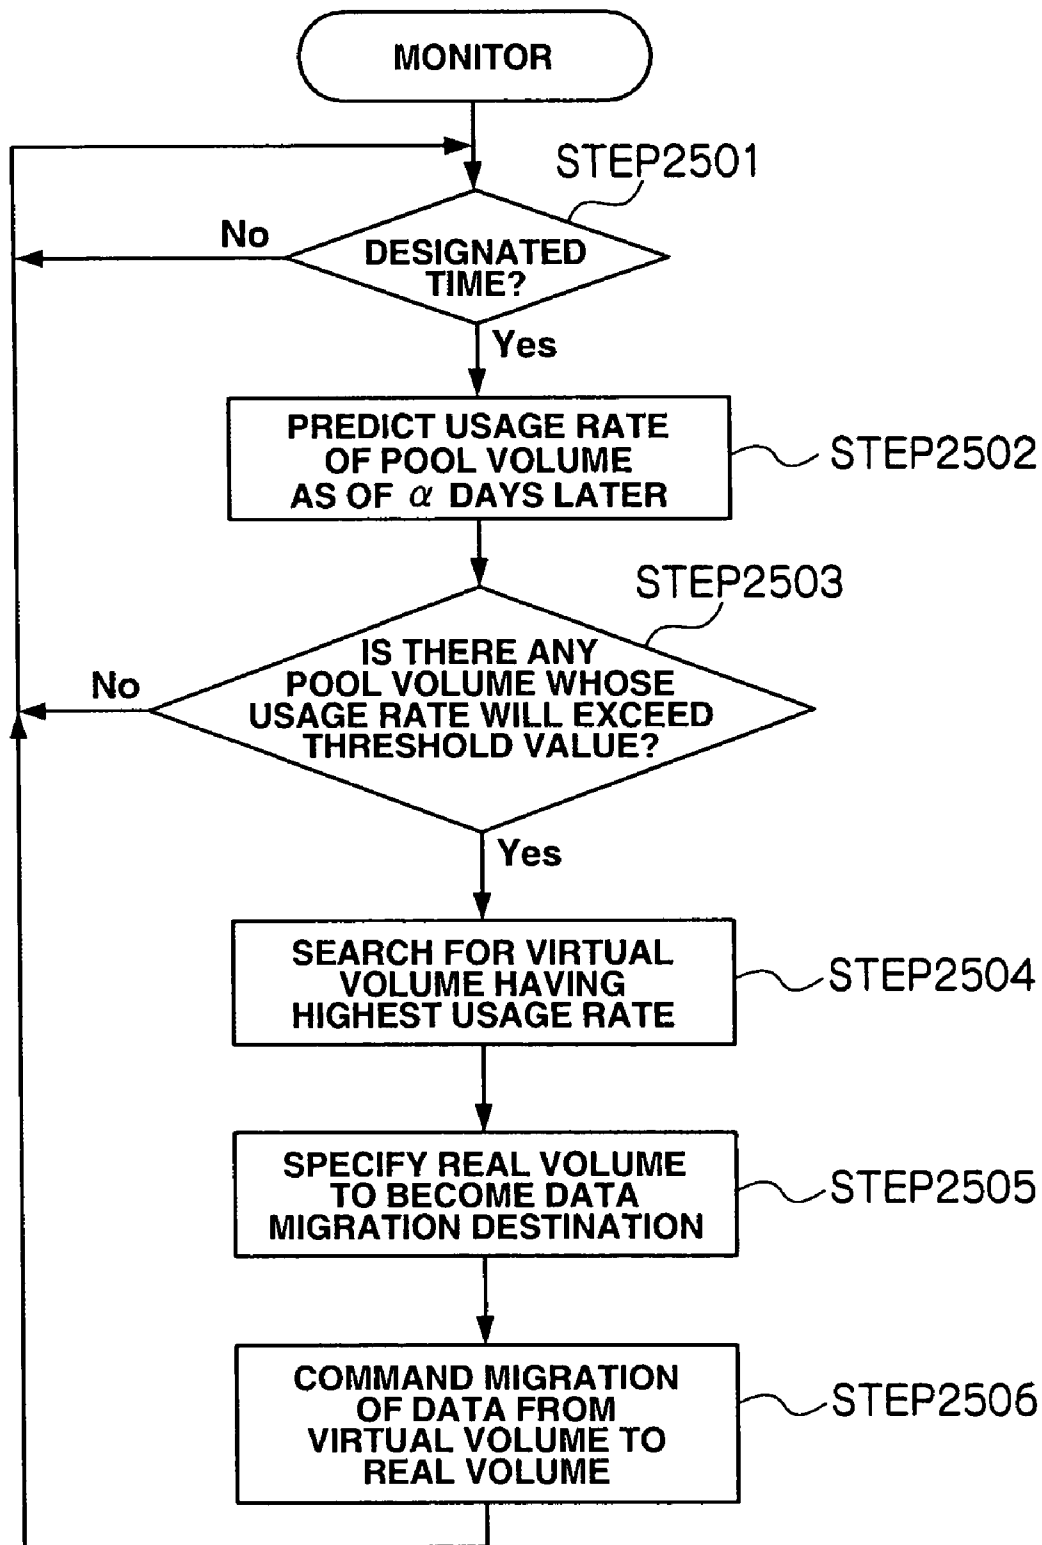 MONITOR
STEP2501
No
DESIGNATED
TIME?
Yes
PREDICT USAGE RATE
OF POOL VOLUME
AS OF α DAYS LATER
STEP2502
STEP2503
IS THERE ANY
POOL VOLUME WHOSE
USAGE RATE WILL EXCEED
THRESHOLD VALUE?
No
Yes
SEARCH FOR VIRTUAL
VOLUME HAVING
HIGHEST USAGE RATE
STEP2504
SPECIFY REAL VOLUME
TO BECOME DATA
MIGRATION DESTINATION
STEP2505
COMMAND MIGRATION
OF DATA FROM
VIRTUAL VOLUME TO
REAL VOLUME
STEP2506